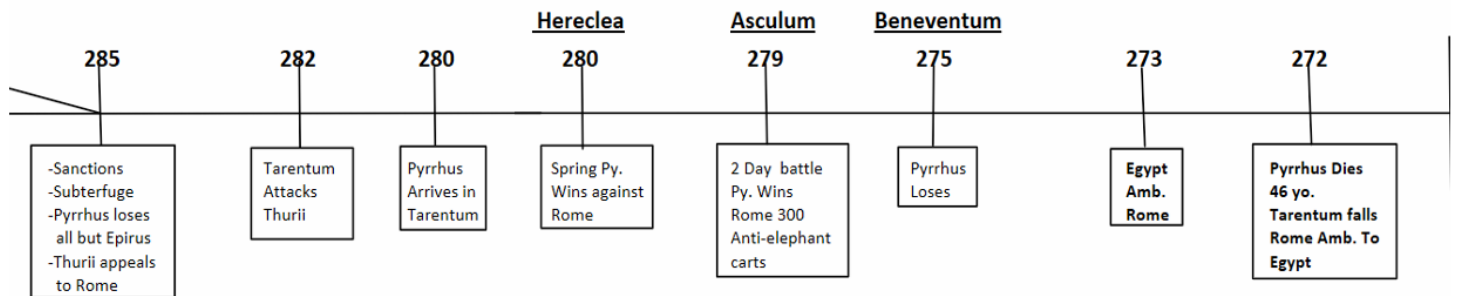 Hereclea
Asculum
Beneventum
285
282
280
280
279
275
273
272
-Sanctions
-Subterfuge
-Pyrrhus loses
all but Epirus
-Thurii appeals
to Rome
Tarentum
Attacks
Thurii
Pyrrhus
Arrives in
Tarentum
Spring Py.
Wins against
Rome
2 Day battle
Py. Wins
Rome 300
Anti-elephant
carts
Pyrrhus
Loses
Egypt
Amb.
Rome
Pyrrhus Dies
46 yo.
Tarentum falls
Rome Amb. To
Egypt